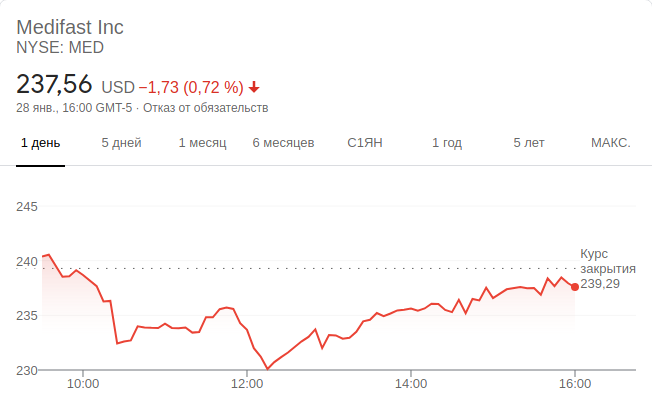 Medifast Inc
NYSE: MED
237,56 USD −1,73 (0,72 %)
28 янв., 16:00 GMT-5 · Отказ от обязательств
1 день 5 дней 1 месяц 6 месяцев С1ЯН 1 год 5 лет МАКС.
245
240
235
230
Курс
закрытия
239,29
10:00 12:00 14:00 16:00